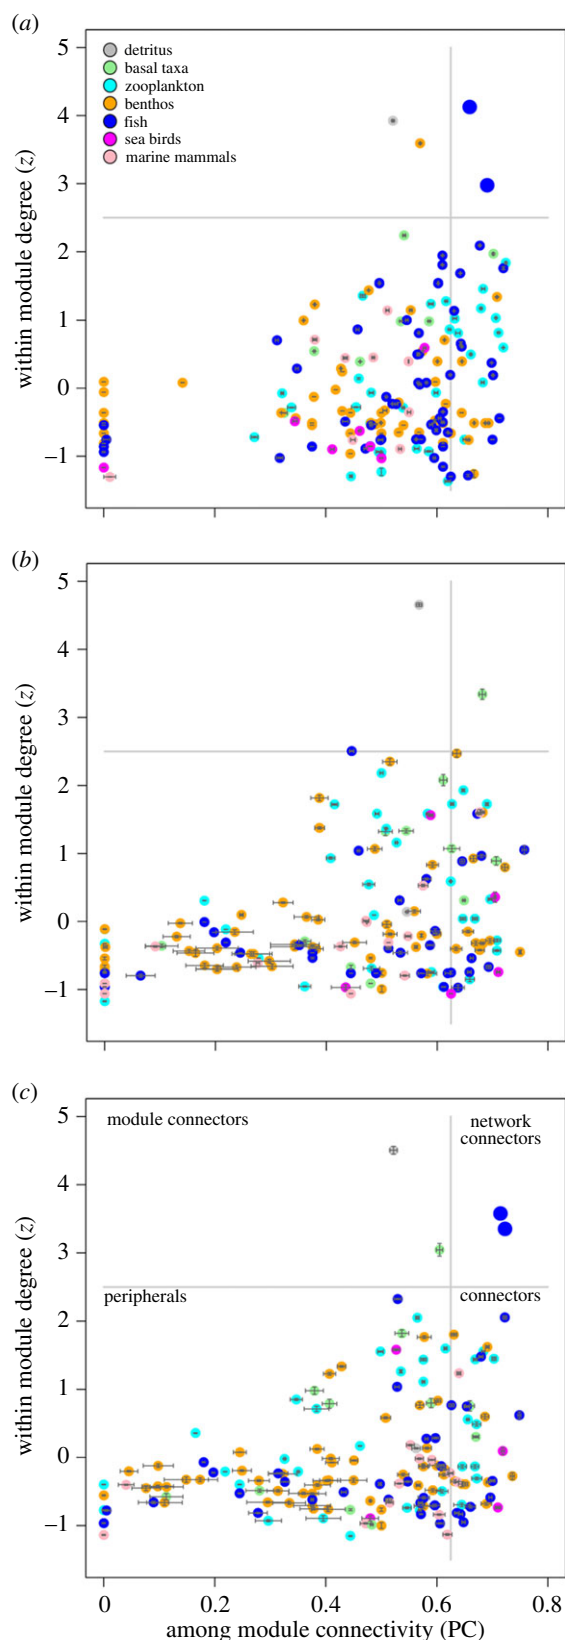 (a)
5
4
3
2
1
0
–1
within module degree (z)
detritus
basal taxa
zooplankton
benthos
fish
sea birds
marine mammals
(b)
5
4
3
2
1
0
–1
within module degree (z)
(c)
5
4
3
2
1
0
–1
within module degree (z)
module connectors
network
connectors
peripherals
connectors
0 0.2 0.4 0.6 0.8
among module connectivity (PC)